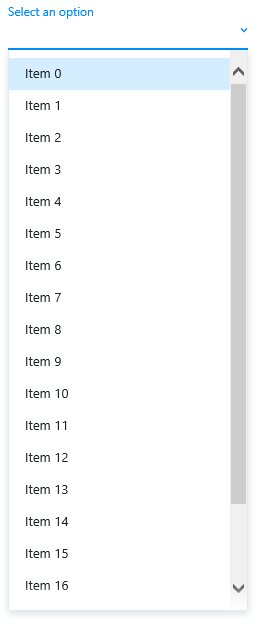 Select an option
Item 0
Item 1
Item 2
Item 3
Item 4
Item 5
Item 6
Item 7
Item 8
Item 9
Item 10
Item 11
Item 12
Item 13
Item 14
Item 15
Item 16